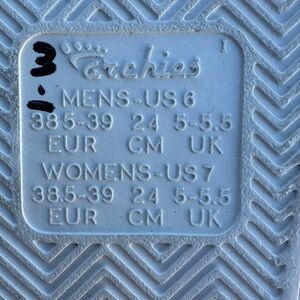 Archies
MENS-US 6
38.5-39 24 5-5.5
EUR CM UK
WOMENS-US 7
38.5-39 24 5-5.5
EUR CM UK